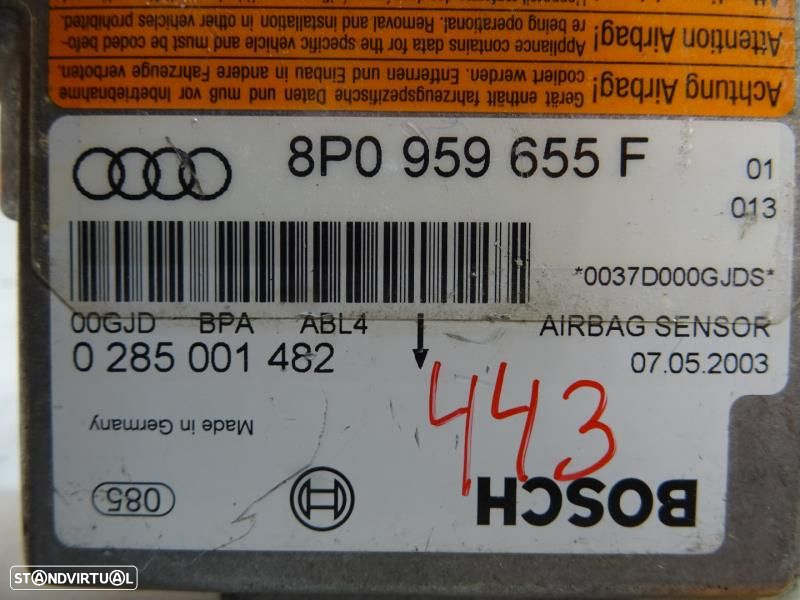 8P0 959 655 F
01
013
*0037D000GJDS*
00GJD BPA ABL4
AIRBAG SENSOR
0 285 001 482
07.05.2003
443
Made in Germany
085
BOSCH
Achtung Airbag!
Gerät enthält fahrzeugspezifische Daten und muß vor Inbetriebnahme
codiert werden. Entfernen und Einbau in andere Fahrzeuge verboten.
Attention Airbag!
Appliance contains data for the specific vehicle and must be coded befo-
re being operational. Removal and installation in other vehicles prohibited.
STANDVIRTUAL